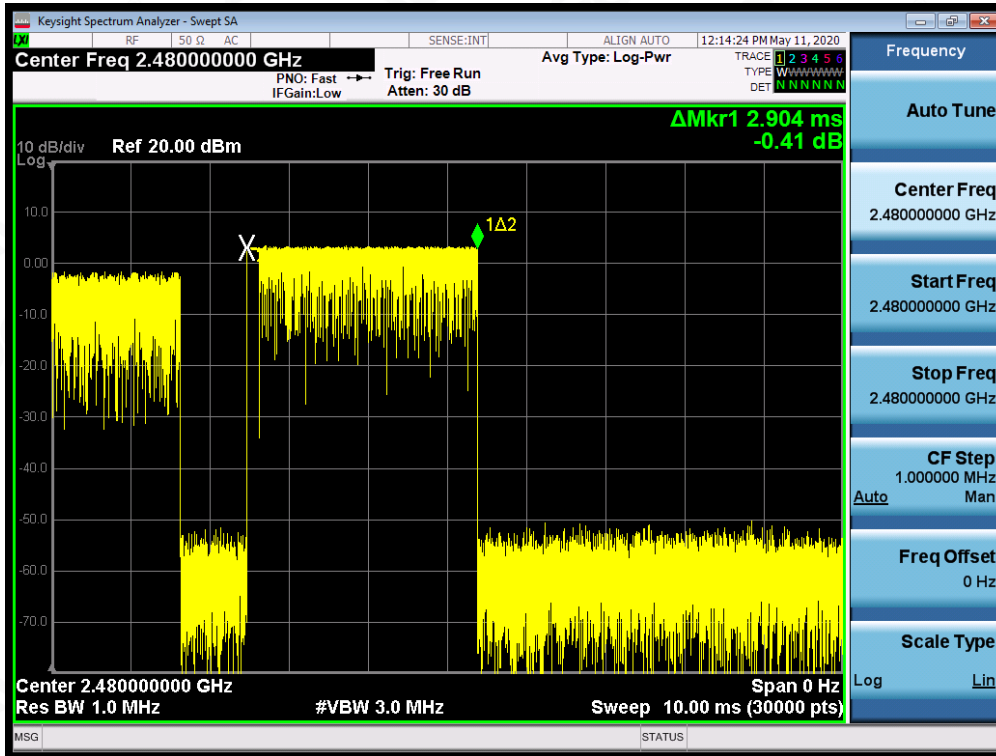 Keysight Spectrum Analyzer - Swept SA
LXI RF 50 Ω AC SENSE:INT ALIGN AUTO 12:14:24 PM May 11, 2020
Center Freq 2.480000000 GHz
PNO: Fast
IFGain:Low
Trig: Free Run
Atten: 30 dB
Avg Type: Log-Pwr
TRACE 1 2 3 4 5 6
TYPE WWWWWW
DET N N N N N N
ΔMkr1 2.904 ms
-0.41 dB
10 dB/div Ref 20.00 dBm
Log
10.0
0.00
-10.0
-20.0
-30.0
-40.0
-50.0
-60.0
-70.0
1Δ2
Center 2.480000000 GHz Span 0 Hz
Res BW 1.0 MHz #VBW 3.0 MHz Sweep 10.00 ms (30000 pts)
MSG STATUS
Frequency
Auto Tune
Center Freq
2.480000000 GHz
Start Freq
2.480000000 GHz
Stop Freq
2.480000000 GHz
CF Step
1.000000 MHz
Auto Man
Freq Offset
0 Hz
Scale Type
Log Lin